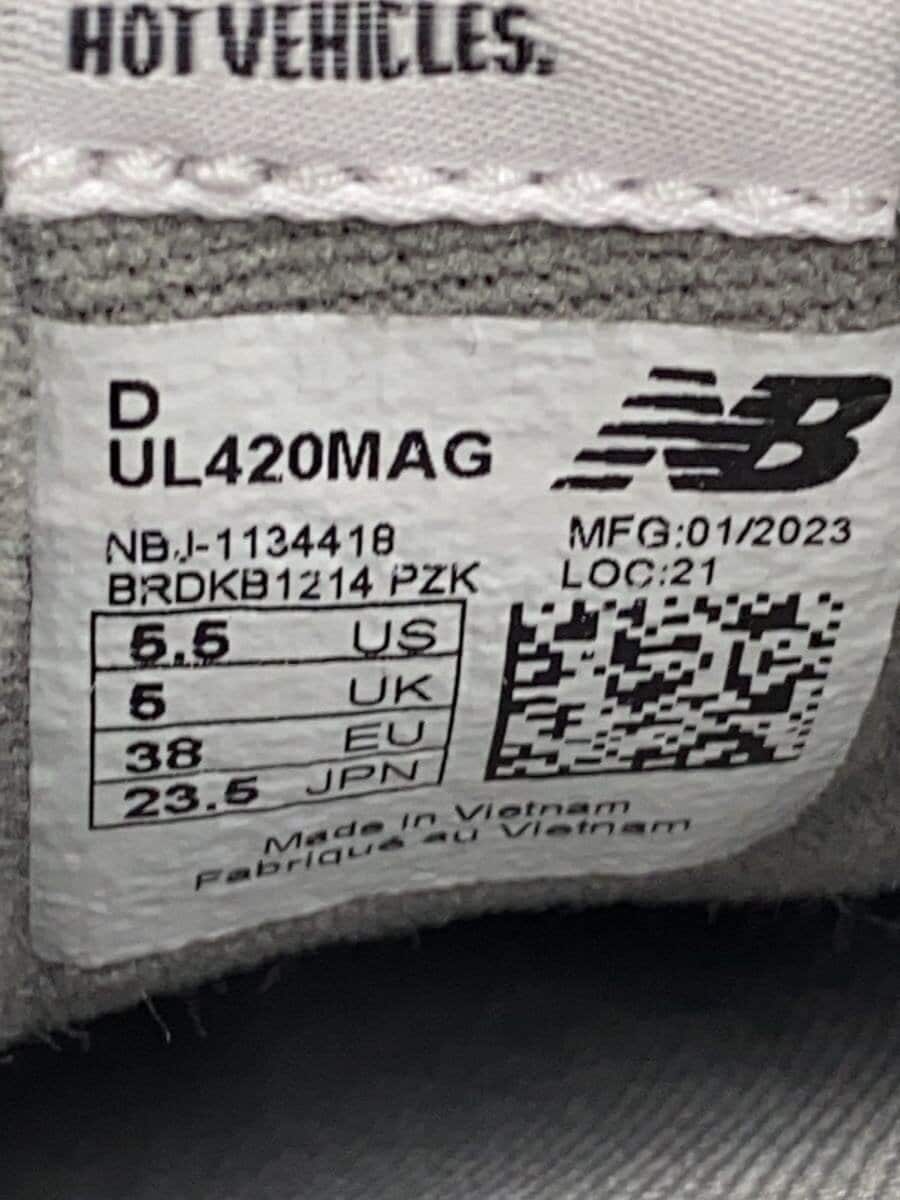 HOT VEHICLES.
D
UL420MAG
NB
NBJ-1134418
MFG:01/2023
BRDKB1214 PZK
LOC:21
5.5 US
5 UK
38 EU
23.5 JPN
Made in Vietnam
Fabriqué au Vietnam